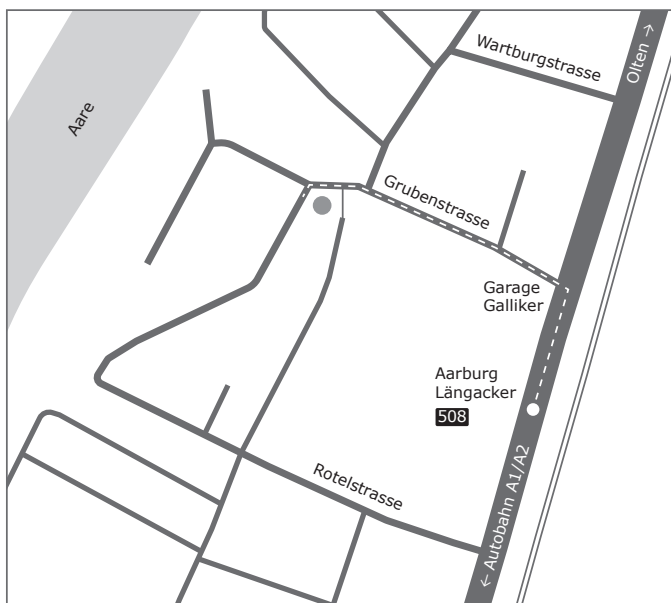 Wartburgstrasse
Olten →
Aare
Grubenstrasse
Garage
Galliker
Aarburg
Längacker
508
Rotelstrasse
← Autobahn A1/A2